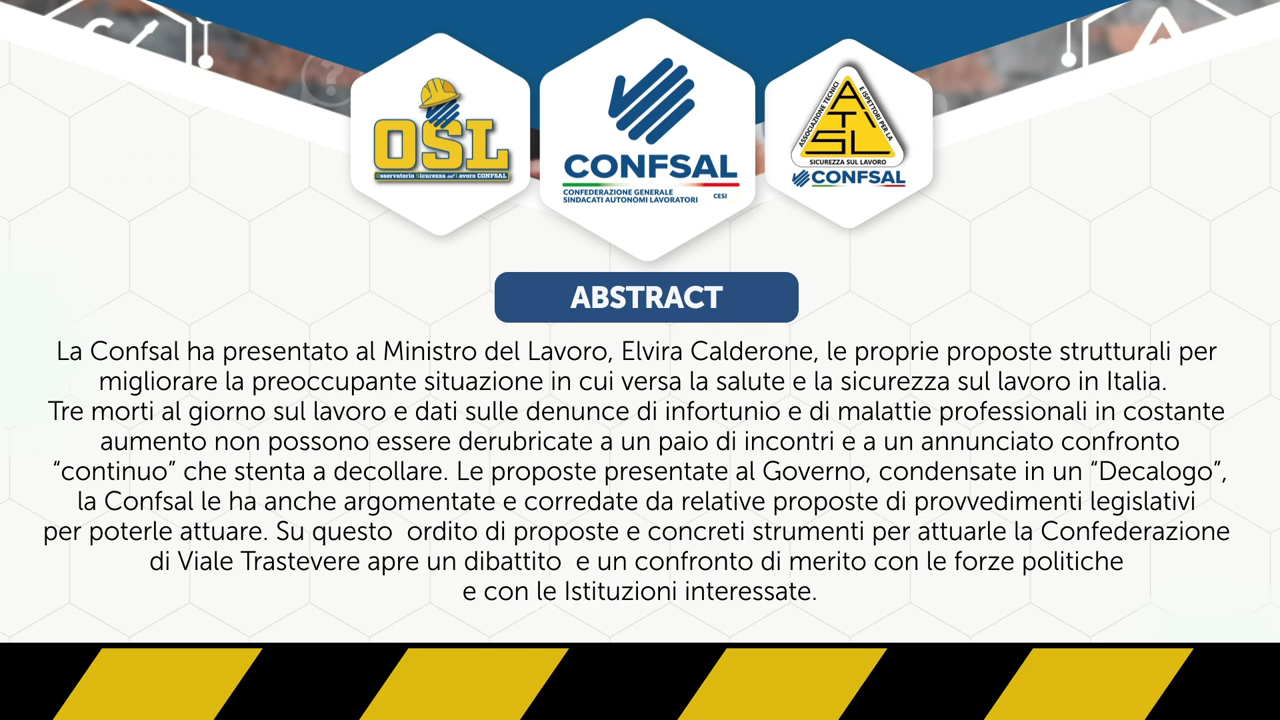 OSL
Osservatorio Sicurezza sul Lavoro CONFSAL
CONFSAL
CONFEDERAZIONE GENERALE
SINDACATI AUTONOMI LAVORATORI
CESI
ASSOCIAZIONE TECNICI
E ISPETTORI PER LA
ATSL
SICUREZZA SUL LAVORO
CONFSAL
ABSTRACT
La Confsal ha presentato al Ministro del Lavoro, Elvira Calderone, le proprie proposte strutturali per
migliorare la preoccupante situazione in cui versa la salute e la sicurezza sul lavoro in Italia.
Tre morti al giorno sul lavoro e dati sulle denunce di infortunio e di malattie professionali in costante
aumento non possono essere derubricate a un paio di incontri e a un annunciato confronto
“continuo” che stenta a decollare. Le proposte presentate al Governo, condensate in un “Decalogo”,
la Confsal le ha anche argomentate e corredate da relative proposte di provvedimenti legislativi
per poterle attuare. Su questo  ordito di proposte e concreti strumenti per attuarle la Confederazione
di Viale Trastevere apre un dibattito  e un confronto di merito con le forze politiche
e con le Istituzioni interessate.